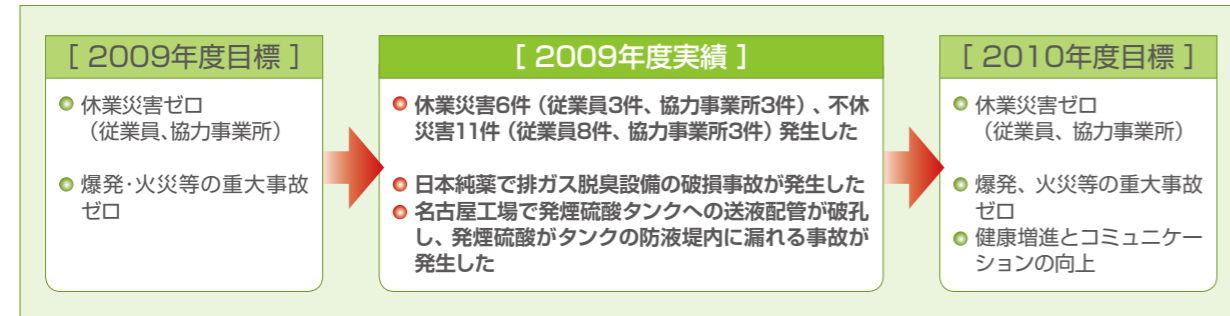 [ 2009年度目標 ]
休業災害ゼロ
（従業員、協力事業所）
爆発・火災等の重大事故
ゼロ
[ 2009年度実績 ]
休業災害6件（従業員3件、協力事業所3件）、不休
災害11件（従業員8件、協力事業所3件）発生した
日本純薬で排ガス脱臭設備の破損事故が発生した
名古屋工場で発煙硫酸タンクへの送液配管が破孔
し、発煙硫酸がタンクの防液堤内に漏れる事故が
発生した
[ 2010年度目標 ]
休業災害ゼロ
（従業員、協力事業所）
爆発、火災等の重大事故
ゼロ
健康増進とコミュニケー
ションの向上